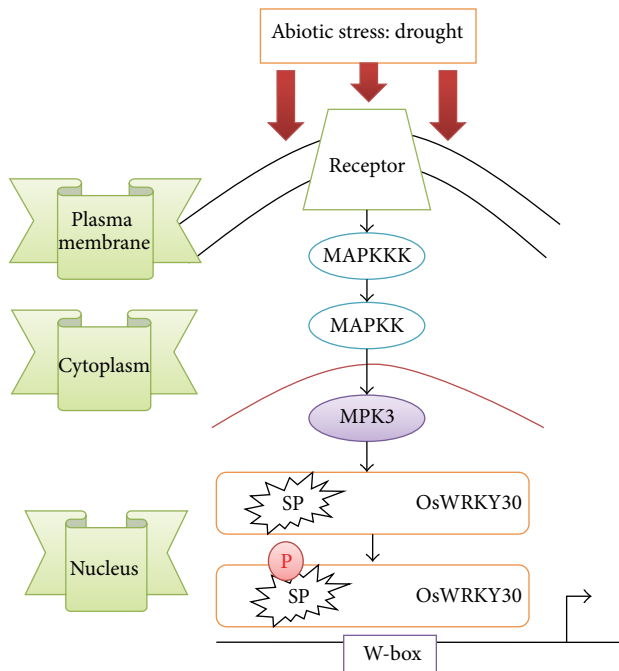 Abiotic stress: drought
Receptor
Plasma
membrane
MAPKKK
MAPKK
Cytoplasm
MPK3
SP
OsWRKY30
P
Nucleus
SP
OsWRKY30
W-box